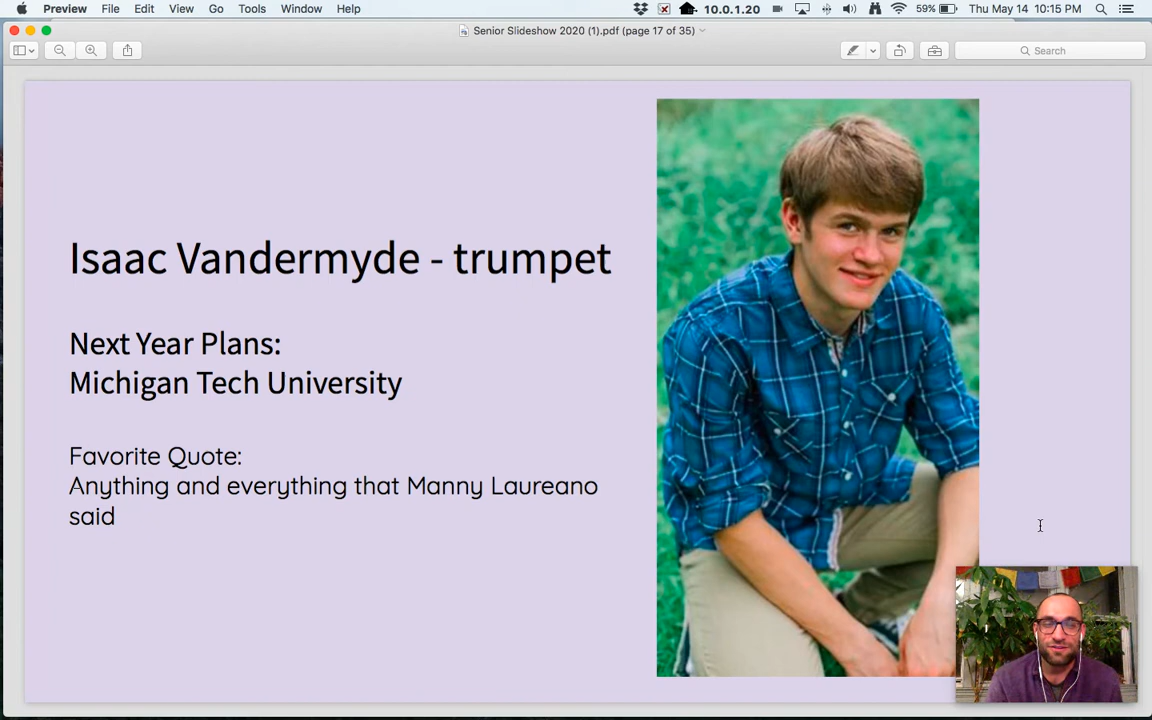 Preview File Edit View Go Tools Window Help 10.0.1.20 59% Thu May 14 10:15 PM
Senior Slideshow 2020 (1).pdf (page 17 of 35)
Search
Isaac Vandermyde - trumpet
Next Year Plans:
Michigan Tech University
Favorite Quote:
Anything and everything that Manny Laureano
said